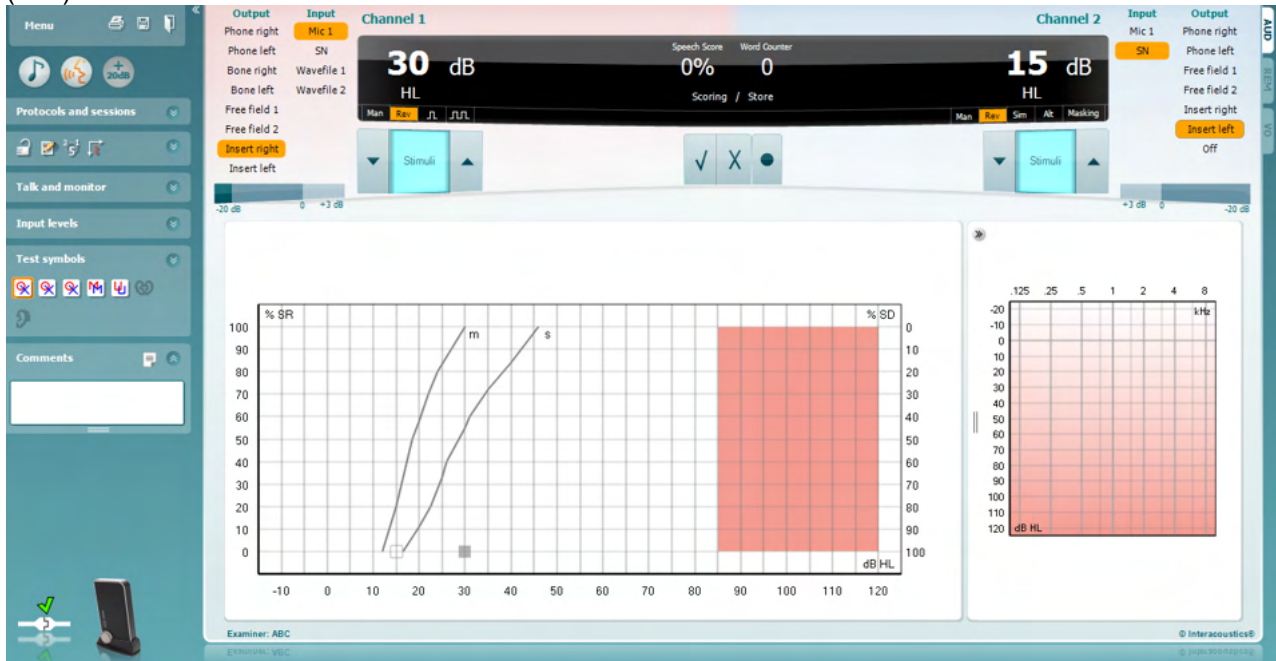 Menu
20dB
Protocols and sessions
Talk and monitor
Input levels
Test symbols
Comments
Output Input Channel 1
Phone right Mic 1
Phone left SN
Bone right Wavefile 1
Bone left Wavefile 2
Free field 1
Free field 2
Insert right
Insert left
-20 dB 0 +3 dB
30 dB
HL
Man Rev
Stimuli
Speech Score Word Counter
0% 0
Scoring / Store
Channel 2 Input Output
15 dB
HL
Man Rev Sim Alt Masking
Stimuli
Mic 1 Phone right
SN Phone left
Free field 1
Free field 2
Insert right
Insert left
Off
+3 dB 0 -20 dB
AUD
REM
VO
% SR % SD
m s
100 0
90 10
80 20
70 30
60 40
50 50
40 60
30 70
20 80
10 90
0 100
dB HL
-10 0 10 20 30 40 50 60 70 80 90 100 110 120
.125 .25 .5 1 2 4 8
kHz
-20
-10
0
10
20
30
40
50
60
70
80
90
100
110
120 dB HL
Examiner: ABC
© Interacoustics®